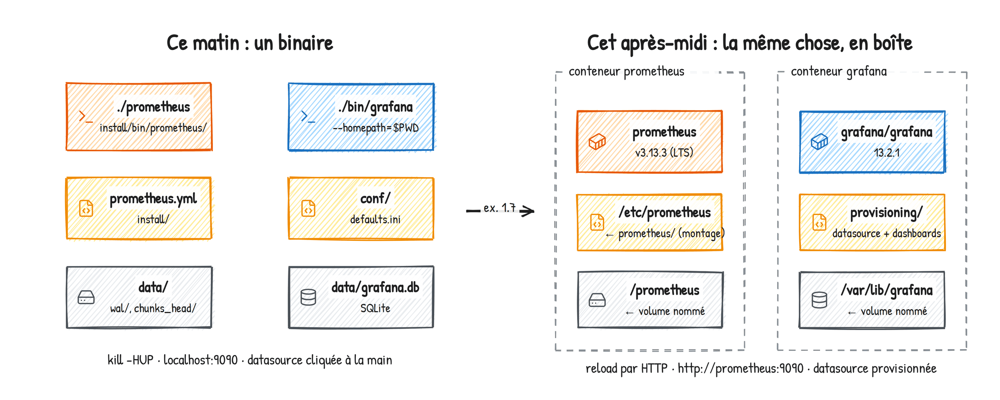 Ce matin : un binaire
./prometheus
install/bin/prometheus/
./bin/grafana
--homepath=$PWD
prometheus.yml
install/
conf/
defaults.ini
data/
wal/, chunks_head/
data/grafana.db
SQLite
kill -HUP · localhost:9090 · datasource cliquée à la main
ex. 1.7
Cet après-midi : la même chose, en boîte
conteneur prometheus
prometheus
v3.13.3 (LTS)
/etc/prometheus
← prometheus/ (montage)
/prometheus
← volume nommé
conteneur grafana
grafana/grafana
13.2.1
provisioning/
datasource + dashboards
/var/lib/grafana
← volume nommé
reload par HTTP · http://prometheus:9090 · datasource provisionnée